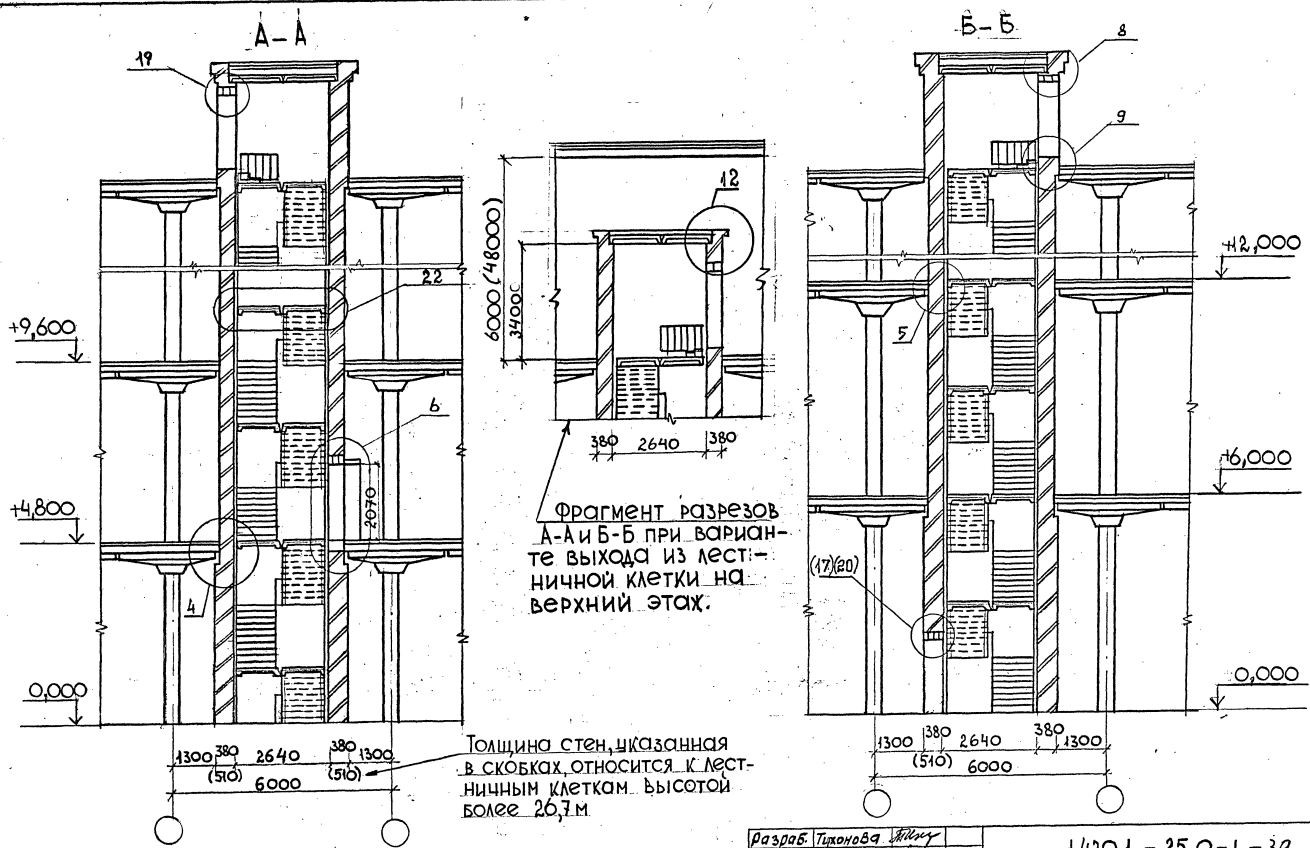 А-А
19
22
+9,600
6
+4,800
2070
4
0,000
1300 380 2640 380 1300
(510) (510)
6000
Толщина стен, указанная
в скобках, относится к лест-
ничным клеткам высотой
более 26,7м
12
6000(48000)
3400
380 2640 380
Фрагмент разрезов
А-А и Б-Б при вариан-
те выхода из лест-
ничной клетки на
верхний этаж.
Б-Б
8
9
+12,000
5
+6,000
(17)(20)
0,000
1300 380 2640 380 1300
(510)
6000
Разраб. Тихонова